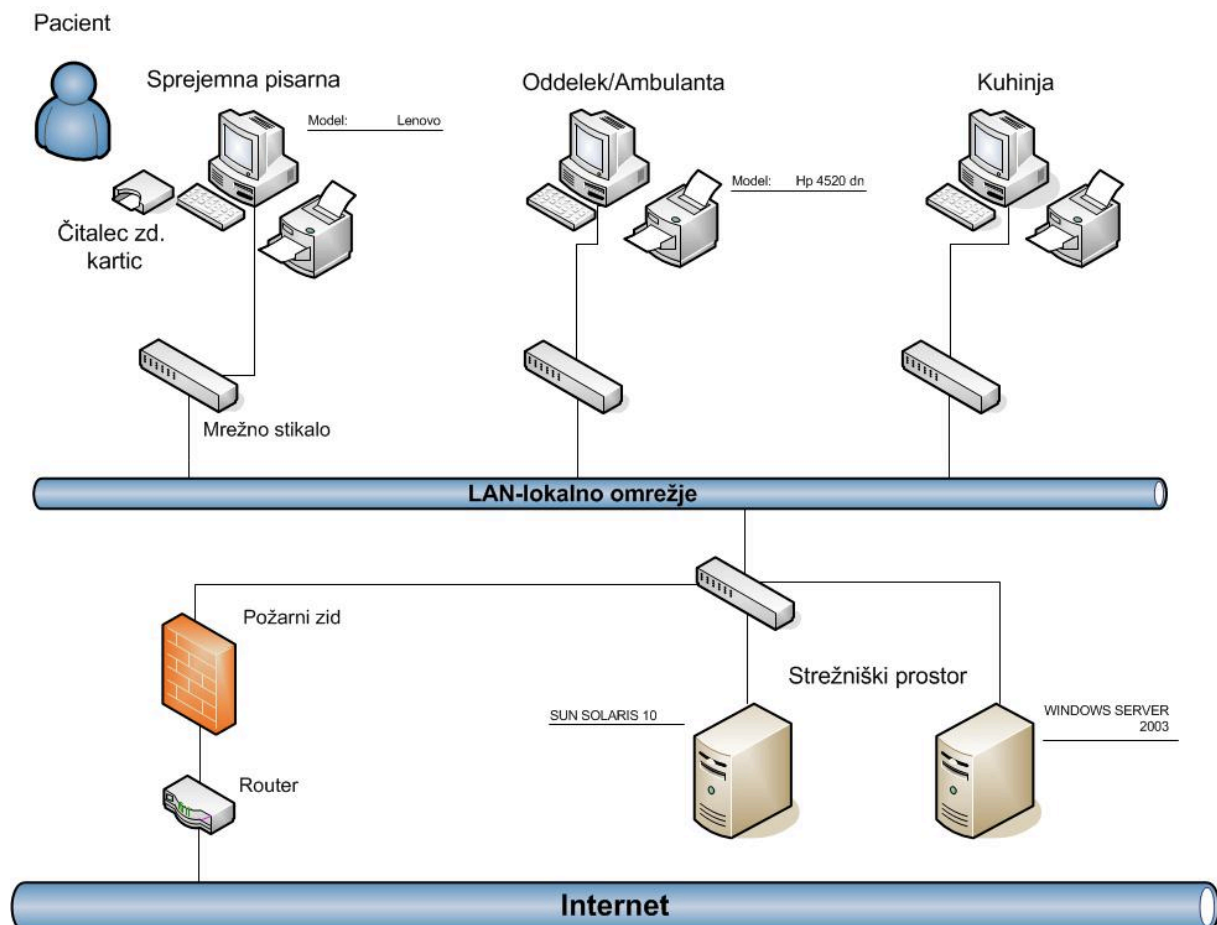 Pacient
Sprejemna pisarna
Oddelek/Ambulanta
Kuhinja
Model: Lenovo
Model: Hp 4520 dn
Čitalec zd.
kartic
Mrežno stikalo
LAN-lokalno omrežje
Požarni zid
Strežniški prostor
SUN SOLARIS 10
WINDOWS SERVER
2003
Router
Internet